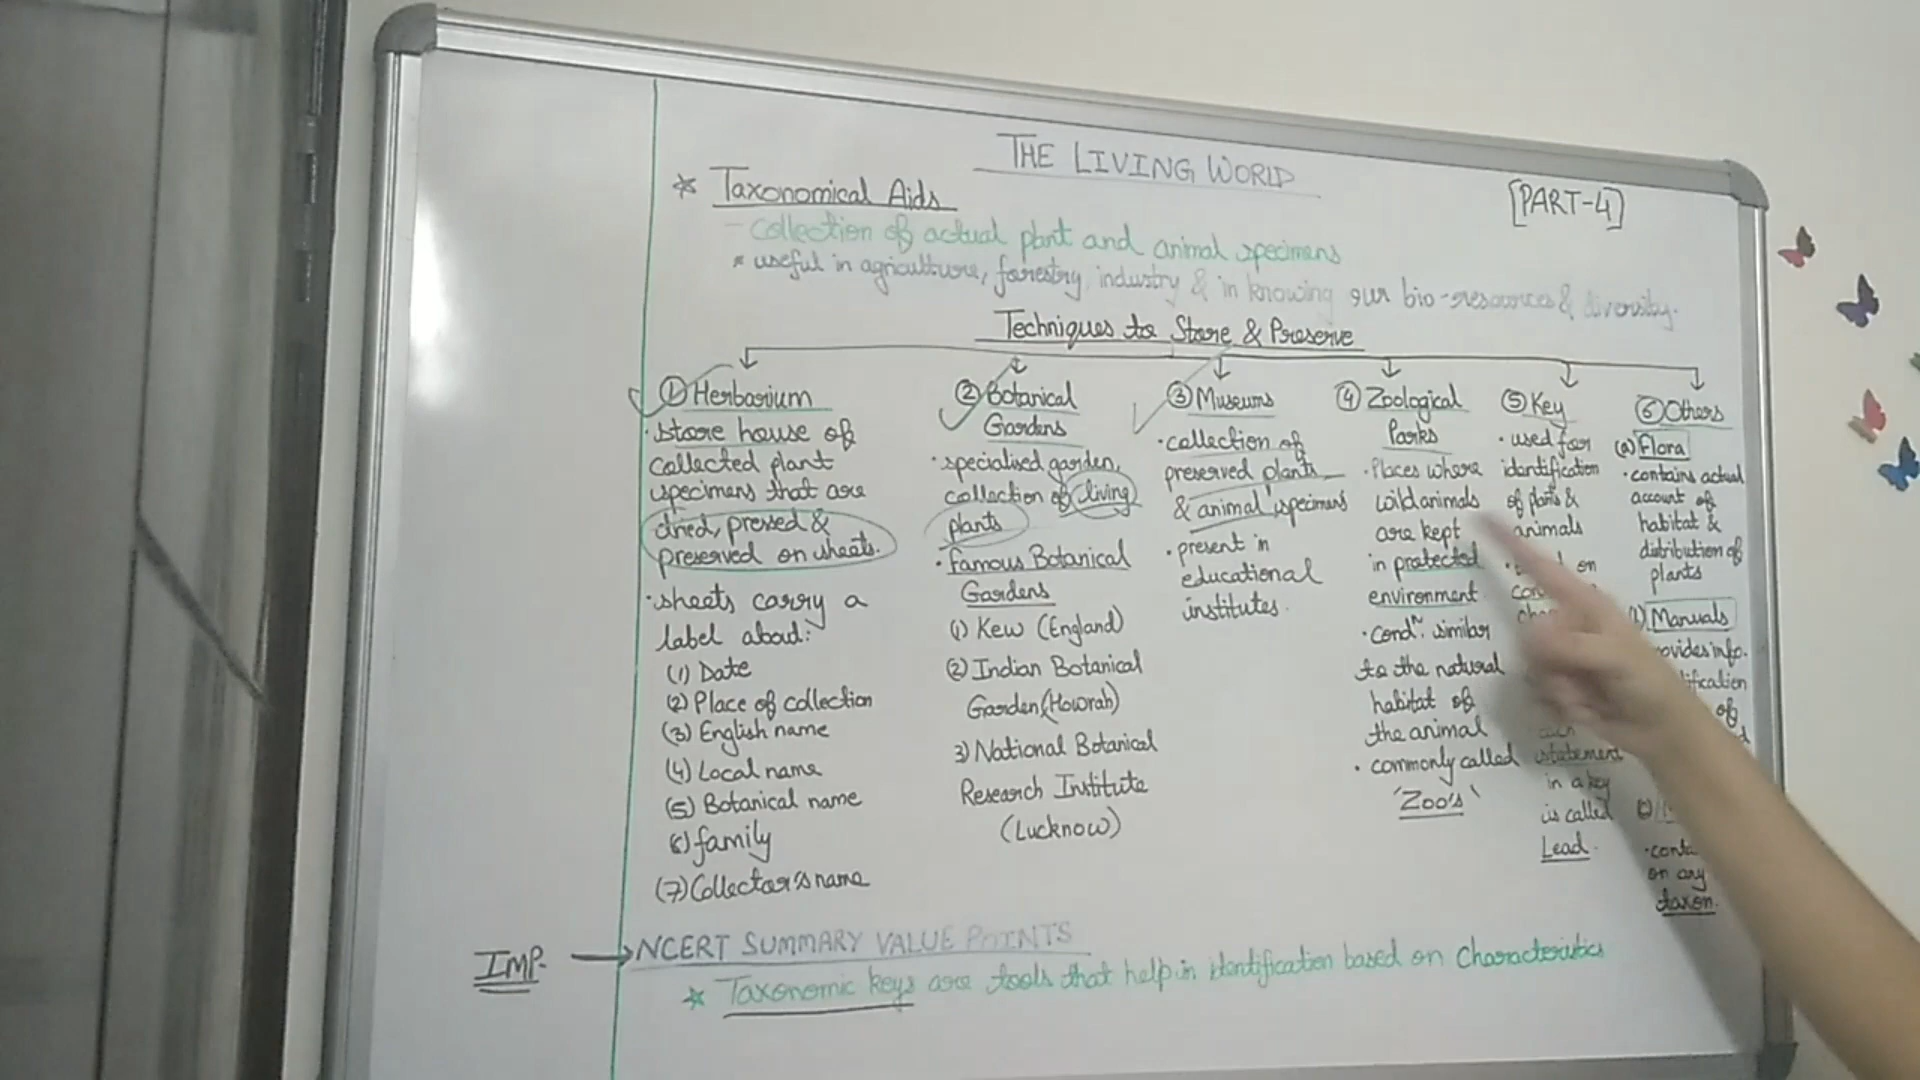 THE LIVING WORLD
[PART-4]
* Taxonomical Aids
- collection of actual plant and animal specimens
* useful in agriculture, forestry, industry & in knowing our bio-resources & diversity.
Techniques to Store & Preserve
① Herbarium
• store house of
collected plant
specimens that are
dried, pressed &
preserved on sheets.
• sheets carry a
label about:
(1) Date
(2) Place of collection
(3) English name
(4) Local name
(5) Botanical name
(6) family
(7) Collector's name
② Botanical
Gardens
• specialised garden,
collection of living
plants
• famous Botanical
Gardens
(1) Kew (England)
(2) Indian Botanical
Garden (Howrah)
3) National Botanical
Research Institute
(Lucknow)
③ Museums
• collection of
preserved plants
& animal specimens
• present in
educational
institutes.
④ Zoological
Parks
• Places where
wild animals
are kept
in protected
environment
• Condⁿ. similar
to the natural
habitat of
the animal
• commonly called
'Zoo's'
⑤ Key
• used for
identification
of plants &
animals
on
statement
in a key
is called
Lead.
⑥ Others
(a) Flora
• contains actual
account of
habitat &
distribution of
plants
Manuals
info.
of
on any
taxon.
IMP. → NCERT SUMMARY VALUE POINTS
* Taxonomic keys are tools that help in identification based on characteristics